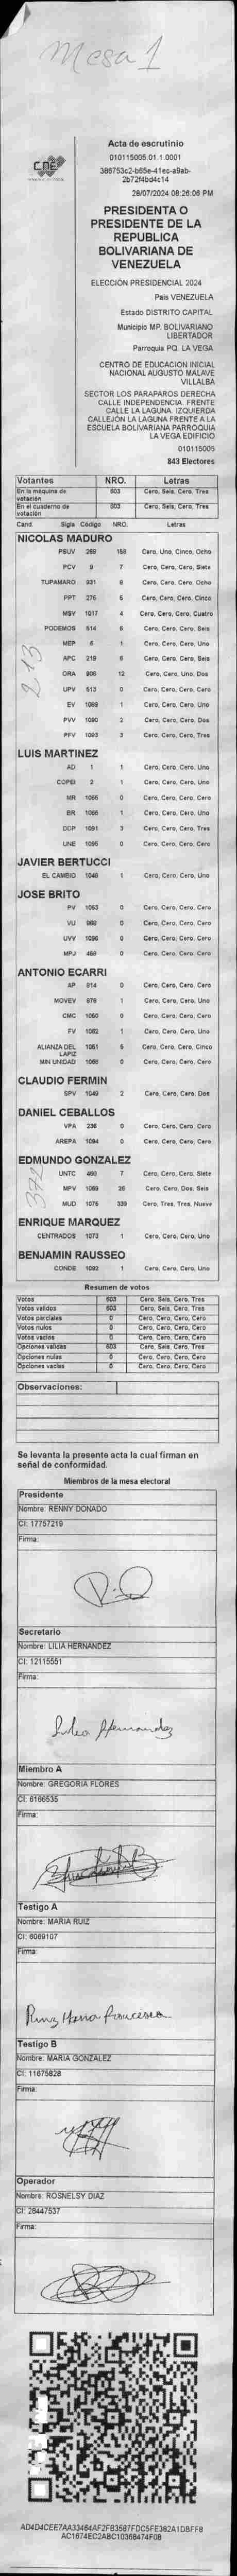 Mesa 1
CNE
Acta de escrutinio
010115005.01.1.0001
386753c2-b65e-41ec-a9ab-
2b72f4bd4c14
28/07/2024 08:26:06 PM
PRESIDENTA O
PRESIDENTE DE LA
REPUBLICA
BOLIVARIANA DE
VENEZUELA
ELECCIÓN PRESIDENCIAL 2024
País VENEZUELA
Estado DISTRITO CAPITAL
Municipio MP. BOLIVARIANO
LIBERTADOR
Parroquia PQ. LA VEGA
CENTRO DE EDUCACION INICIAL
NACIONAL AUGUSTO MALAVE
VILLALBA
SECTOR LOS PARAPAROS DERECHA
CALLE INDEPENDENCIA. FRENTE
CALLE LA LAGUNA. IZQUIERDA
CALLEJON LA LAGUNA FRENTE A LA
ESCUELA BOLIVARIANA PARROQUIA
LA VEGA EDIFICIO
010115005
843 Electores
Votantes NRO. Letras
En la máquina de votación 603 Cero, Seis, Cero, Tres
En el cuaderno de votación 603 Cero, Seis, Cero, Tres
Cand. Sigla Código NRO. Letras
NICOLAS MADURO
PSUV 269 158 Cero, Uno, Cinco, Ocho
PCV 9 7 Cero, Cero, Cero, Siete
TUPAMARO 931 8 Cero, Cero, Cero, Ocho
PPT 276 5 Cero, Cero, Cero, Cinco
MSV 1017 4 Cero, Cero, Cero, Cuatro
PODEMOS 514 6 Cero, Cero, Cero, Seis
MEP 6 1 Cero, Cero, Cero, Uno
213
APC 219 6 Cero, Cero, Cero, Seis
ORA 906 12 Cero, Cero, Uno, Dos
UPV 513 0 Cero, Cero, Cero, Cero
EV 1089 1 Cero, Cero, Cero, Uno
PVV 1090 2 Cero, Cero, Cero, Dos
PFV 1093 3 Cero, Cero, Cero, Tres
LUIS MARTINEZ
AD 1 1 Cero, Cero, Cero, Uno
COPEI 2 1 Cero, Cero, Cero, Uno
MR 1066 0 Cero, Cero, Cero, Cero
BR 1 Cero, Cero, Cero, Uno
DDP 1091 3 Cero, Cero, Cero, Tres
UNE 1095 0 Cero, Cero, Cero, Cero
JAVIER BERTUCCI
EL CAMBIO 1048 1 Cero, Cero, Cero, Uno
JOSE BRITO
PV 1053 0 Cero, Cero, Cero, Cero
VU 0 Cero, Cero, Cero, Cero
UVV 1096 0 Cero, Cero, Cero, Cero
MPJ 0 Cero, Cero, Cero, Cero
ANTONIO ECARRI
AP 914 0 Cero, Cero, Cero, Cero
MOVEV 979 1 Cero, Cero, Cero, Uno
CMC 1050 0 Cero, Cero, Cero, Cero
FV 1082 1 Cero, Cero, Cero, Uno
ALIANZA DEL LAPIZ 1051 5 Cero, Cero, Cero, Cinco
MIN UNIDAD 0 Cero, Cero, Cero, Cero
CLAUDIO FERMIN
SPV 1049 2 Cero, Cero, Cero, Dos
DANIEL CEBALLOS
VPA 236 0 Cero, Cero, Cero, Cero
AREPA 1094 0 Cero, Cero, Cero, Cero
EDMUNDO GONZALEZ
372
UNTC 7 Cero, Cero, Cero, Siete
MPV 1069 26 Cero, Cero, Dos, Seis
MUD 1076 339 Cero, Tres, Tres, Nueve
ENRIQUE MARQUEZ
CENTRADOS 1073 1 Cero, Cero, Cero, Uno
BENJAMIN RAUSSEO
CONDE 1092 1 Cero, Cero, Cero, Uno
Resumen de votos
Votos 603 Cero, Seis, Cero, Tres
Votos validos 603 Cero, Seis, Cero, Tres
Votos parciales 0 Cero, Cero, Cero, Cero
Votos nulos 0 Cero, Cero, Cero, Cero
Votos vacios 0 Cero, Cero, Cero, Cero
Opciones validas 603 Cero, Seis, Cero, Tres
Opciones nulas 0 Cero, Cero, Cero, Cero
Opciones vacias 0 Cero, Cero, Cero, Cero
Observaciones:
Se levanta la presente acta la cual firman en
señal de conformidad.
Miembros de la mesa electoral
Presidente
Nombre: RENNY DONADO
CI: 17757219
Firma:
Secretario
Nombre: LILIA HERNANDEZ
CI: 12115551
Firma:
Hernandez
Miembro A
Nombre: GREGORIA FLORES
CI: 6166535
Firma:
Testigo A
Nombre: MARIA RUIZ
CI: 6069107
Firma:
Ruiz Maria Francesca
Testigo B
Nombre: MARIA GONZALEZ
CI: 11675828
Firma:
Operador
Nombre: ROSNELSY DIAZ
CI: 28447537
Firma:
AD4D4CEE7AA33464AF2FB3587FDC5FE382A1DBFFB
AC1674EC2ABC10368474F08